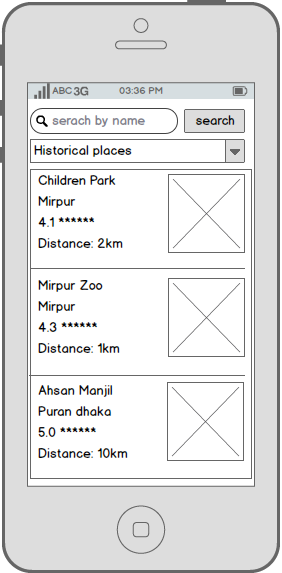 ABC 3G 03:36 PM
serach by name search
Historical places
Children Park
Mirpur
4.1 ******
Distance: 2km
Mirpur Zoo
Mirpur
4.3 ******
Distance: 1km
Ahsan Manjil
Puran dhaka
5.0 ******
Distance: 10km